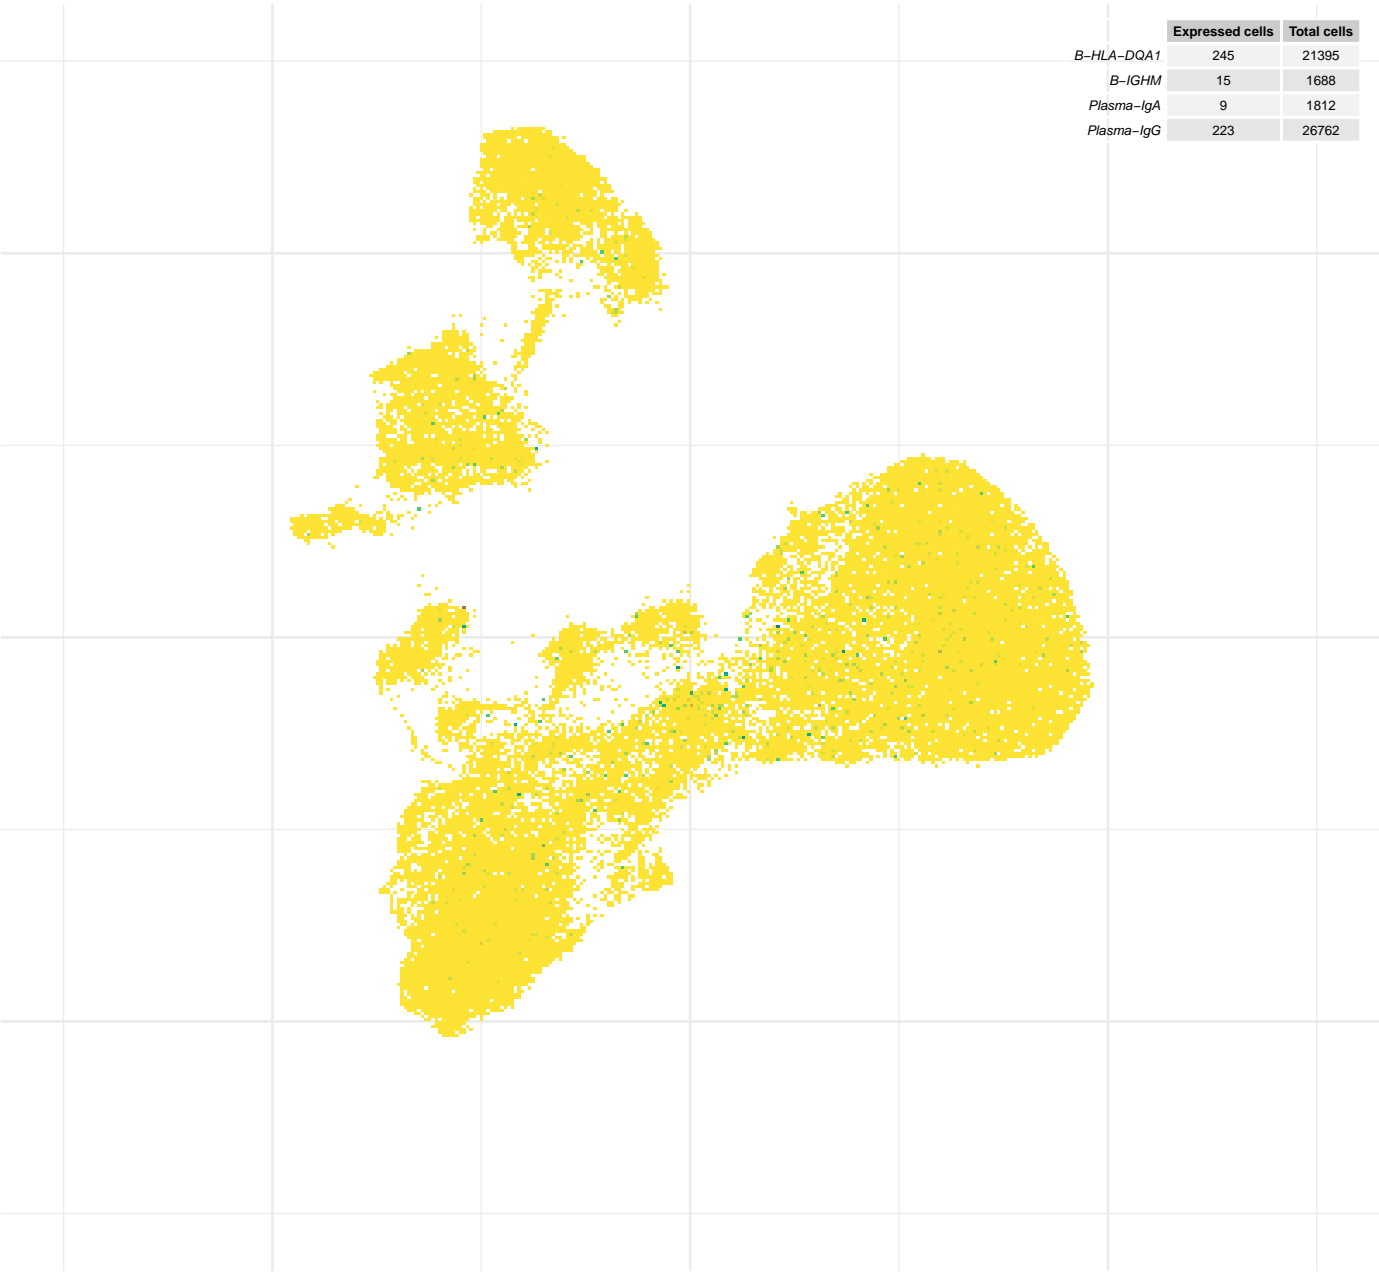 Expressed cells Total cells
B−HLA−DQA1 245 21395
B−IGHM 15 1688
Plasma−IgA 9 1812
Plasma−IgG 223 26762